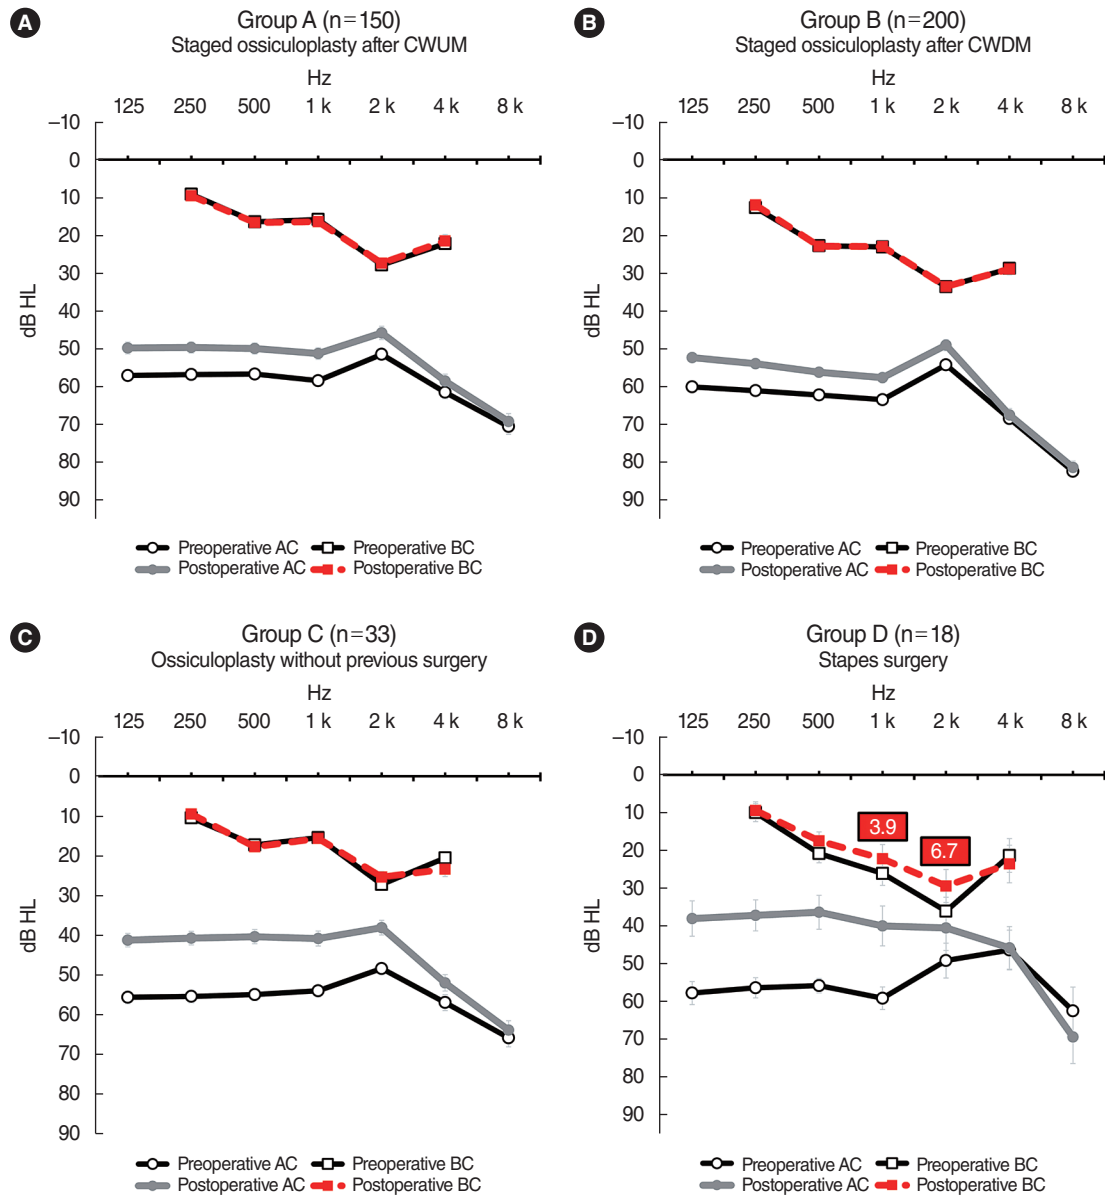 A
Group A (n=150)
Staged ossiculoplasty after CWUM
Hz
125 250 500 1 k 2 k 4 k 8 k
dB HL
–10
0
10
20
30
40
50
60
70
80
90
Preoperative AC Preoperative BC
Postoperative AC Postoperative BC
B
Group B (n=200)
Staged ossiculoplasty after CWDM
Hz
125 250 500 1 k 2 k 4 k 8 k
dB HL
–10
0
10
20
30
40
50
60
70
80
90
Preoperative AC Preoperative BC
Postoperative AC Postoperative BC
C
Group C (n=33)
Ossiculoplasty without previous surgery
Hz
125 250 500 1 k 2 k 4 k 8 k
dB HL
–10
0
10
20
30
40
50
60
70
80
90
Preoperative AC Preoperative BC
Postoperative AC Postoperative BC
D
Group D (n=18)
Stapes surgery
Hz
125 250 500 1 k 2 k 4 k 8 k
dB HL
–10
0
10
20
30
40
50
60
70
80
90
3.9
6.7
Preoperative AC Preoperative BC
Postoperative AC Postoperative BC